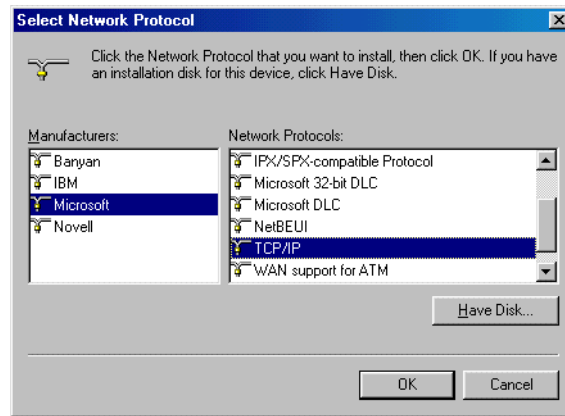 Select Network Protocol
Click the Network Protocol that you want to install, then click OK. If you have
an installation disk for this device, click Have Disk.
Manufacturers:
Banyan
IBM
Microsoft
Novell
Network Protocols:
IPX/SPX-compatible Protocol
Microsoft 32-bit DLC
Microsoft DLC
NetBEUI
TCP/IP
WAN support for ATM
Have Disk...
OK
Cancel